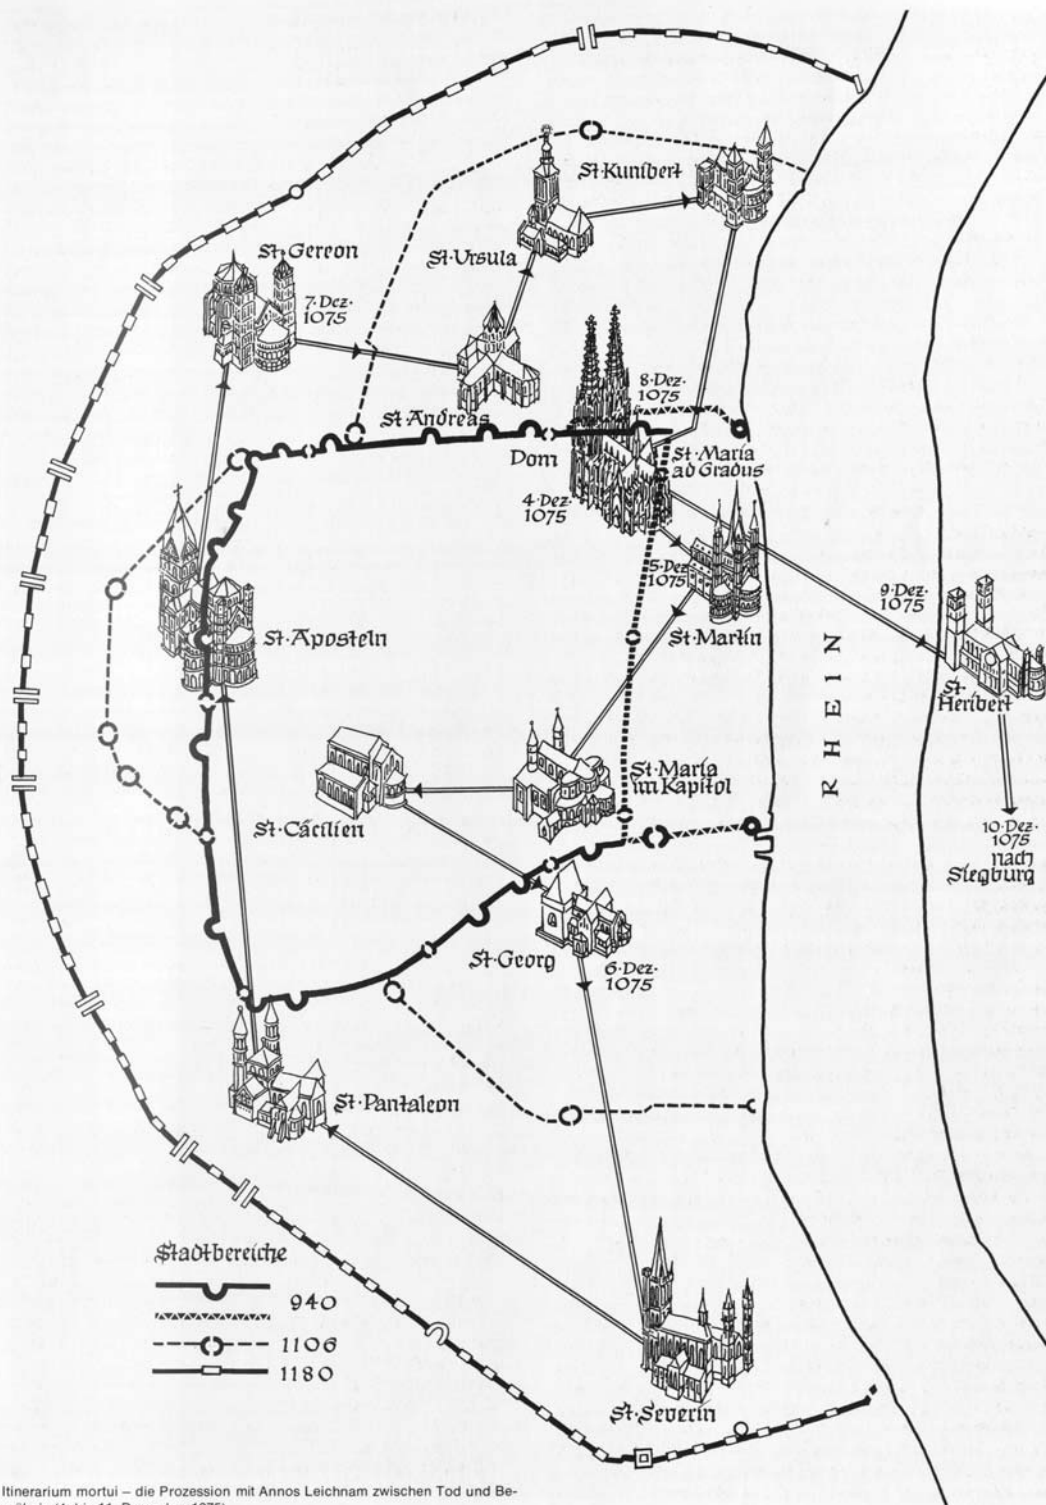 St. Kunibert
St. Gereon
St. Ursula
7. Dez.
1075
8. Dez.
1075
St. Andreas
Dom
St. Maria
ad Gradus
4. Dez.
1075
5. Dez
1075
9. Dez.
1075
St. Aposteln
St. Martin
RHEIN
St.
Heribert
St. Maria
im Kapitol
St. Cäcilien
10. Dez.
1075
nach
Siegburg
St. Georg
6. Dez.
1075
St. Pantaleon
Stadtbereiche
940
1106
1180
St. Severin
Itinerarium mortui – die Prozession mit Annos Leichnam zwischen Tod und Be-